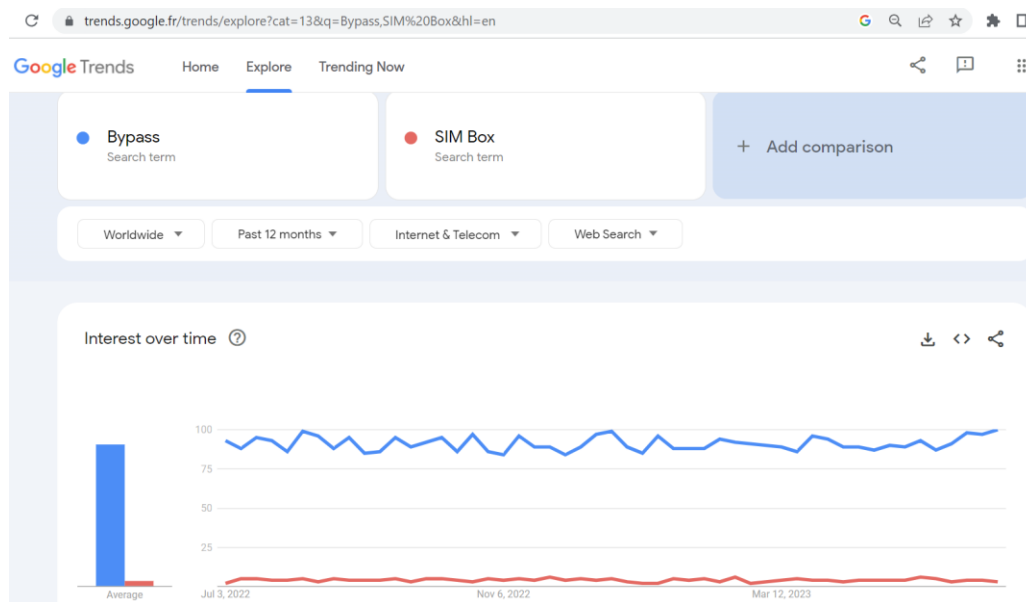 trends.google.fr/trends/explore?cat=13&q=Bypass,SIM%20Box&hl=en
Google Trends Home Explore Trending Now
Bypass
Search term
SIM Box
Search term
+ Add comparison
Worldwide Past 12 months Internet & Telecom Web Search
Interest over time
100
75
50
25
Average
Jul 3, 2022 Nov 6, 2022 Mar 12, 2023